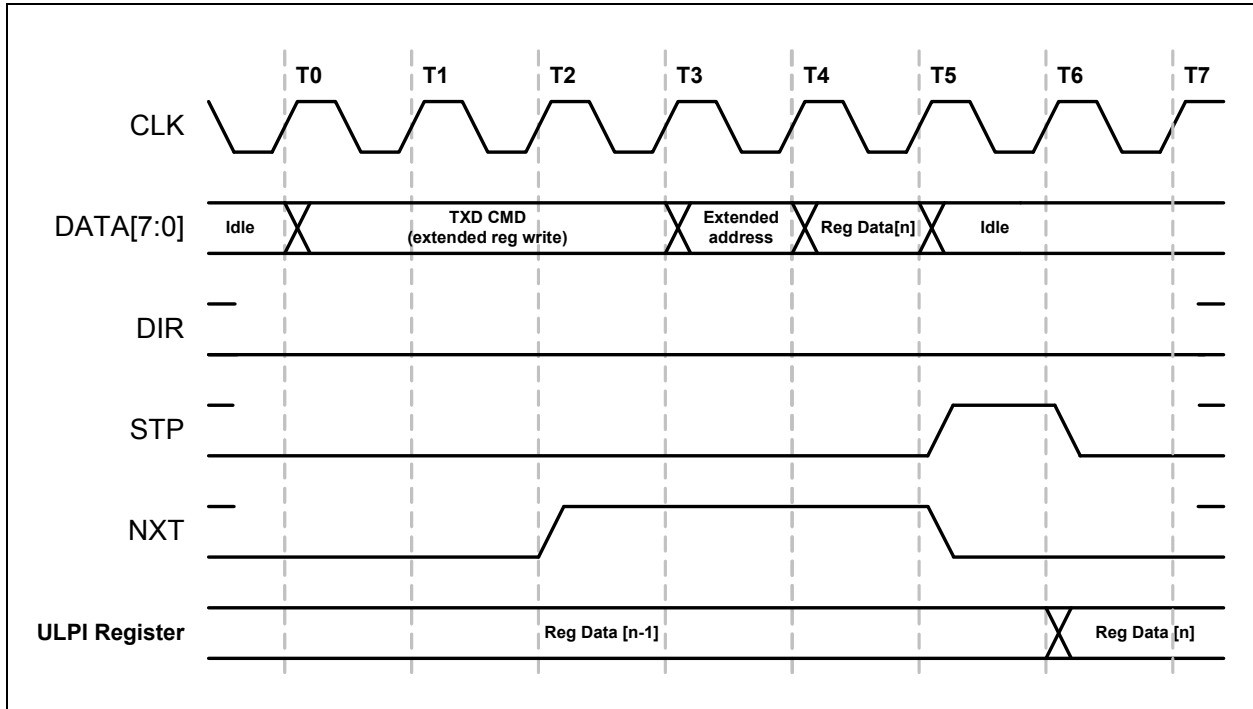 T0 T1 T2 T3 T4 T5 T6 T7
CLK
DATA[7:0] Idle TXD CMD Extended Reg Data[n] Idle
(extended reg write) address
DIR
STP
NXT
ULPI Register Reg Data [n-1] Reg Data [n]